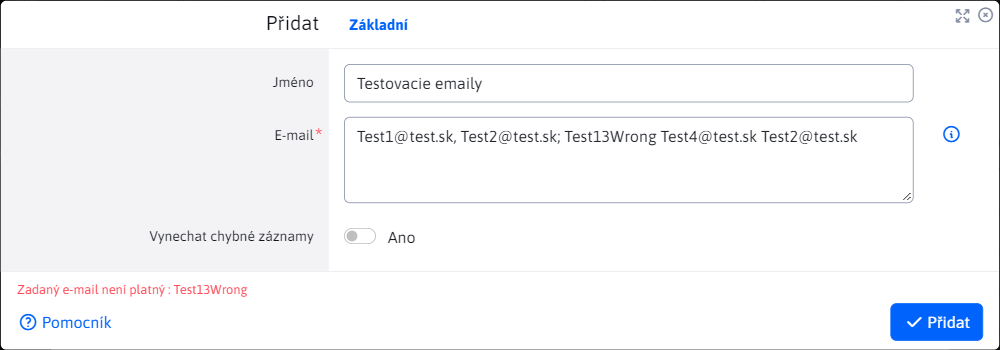 Přidat Základní
Jméno Testovacie emaily
E-mail* Test1@test.sk, Test2@test.sk; Test13Wrong Test4@test.sk Test2@test.sk
Vynechat chybné záznamy Ano
Zadaný e-mail není platný : Test13Wrong
Pomocník Přidat